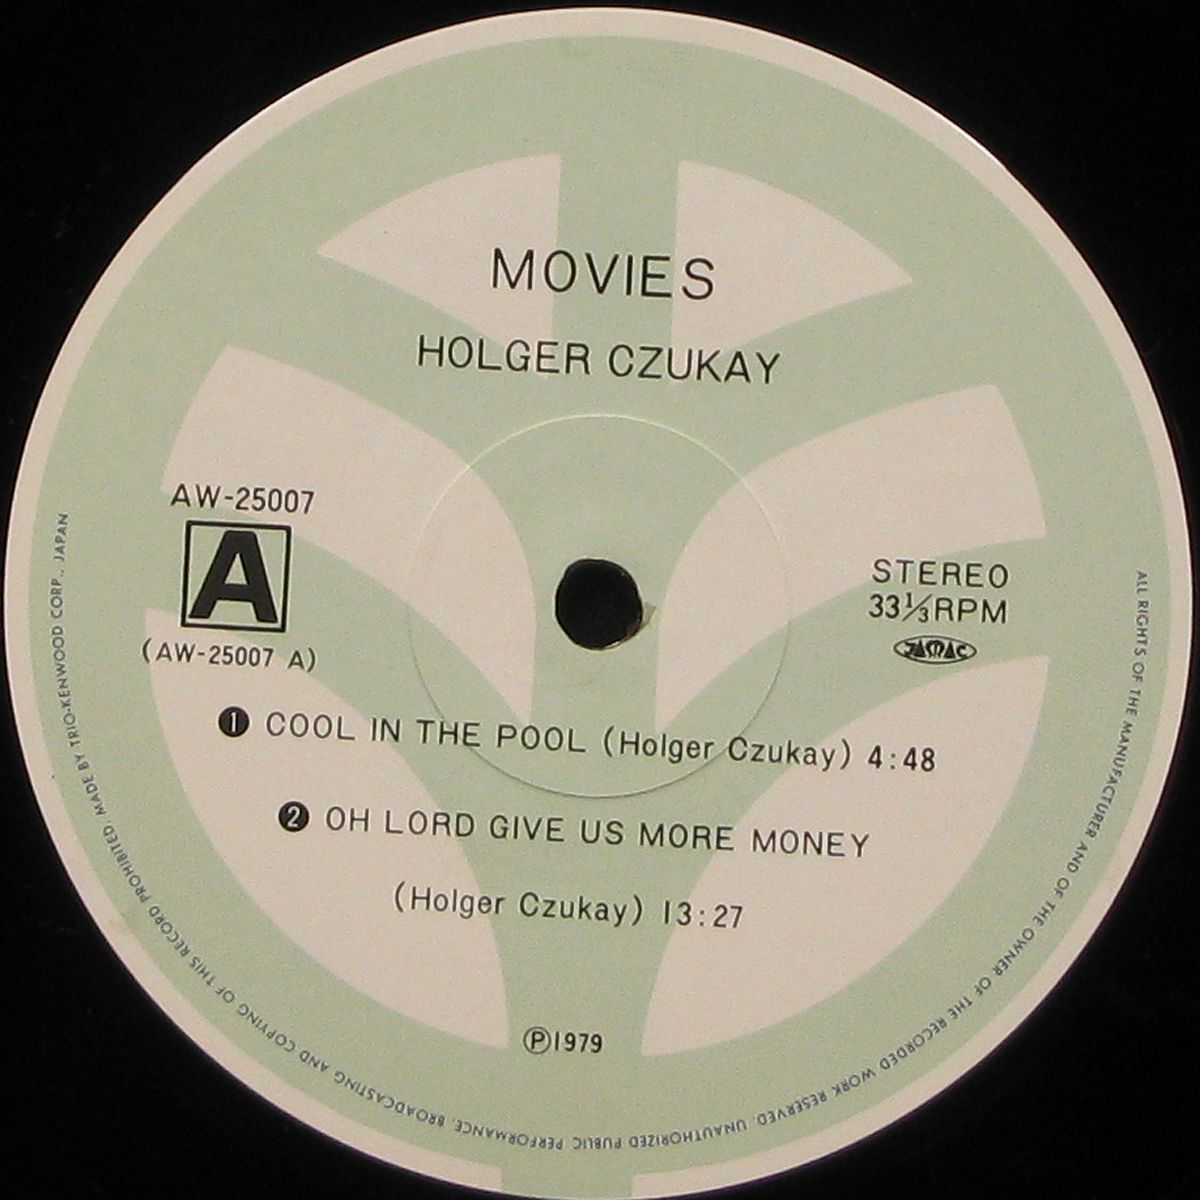 MOVIES
HOLGER CZUKAY
AW-25007
A
(AW-25007 A)
STEREO
33⅓RPM
JASRAC
❶ COOL IN THE POOL (Holger Czukay) 4:48
❷ OH LORD GIVE US MORE MONEY
(Holger Czukay) 13:27
Ⓟ1979
ALL RIGHTS OF THE MANUFACTURER AND OF THE OWNER OF THE RECORDED WORK RESERVED. UNAUTHORIZED PUBLIC PERFORMANCE, BROADCASTING AND COPYING OF THIS RECORD PROHIBITED. MADE BY TRIO-KENWOOD CORP., JAPAN